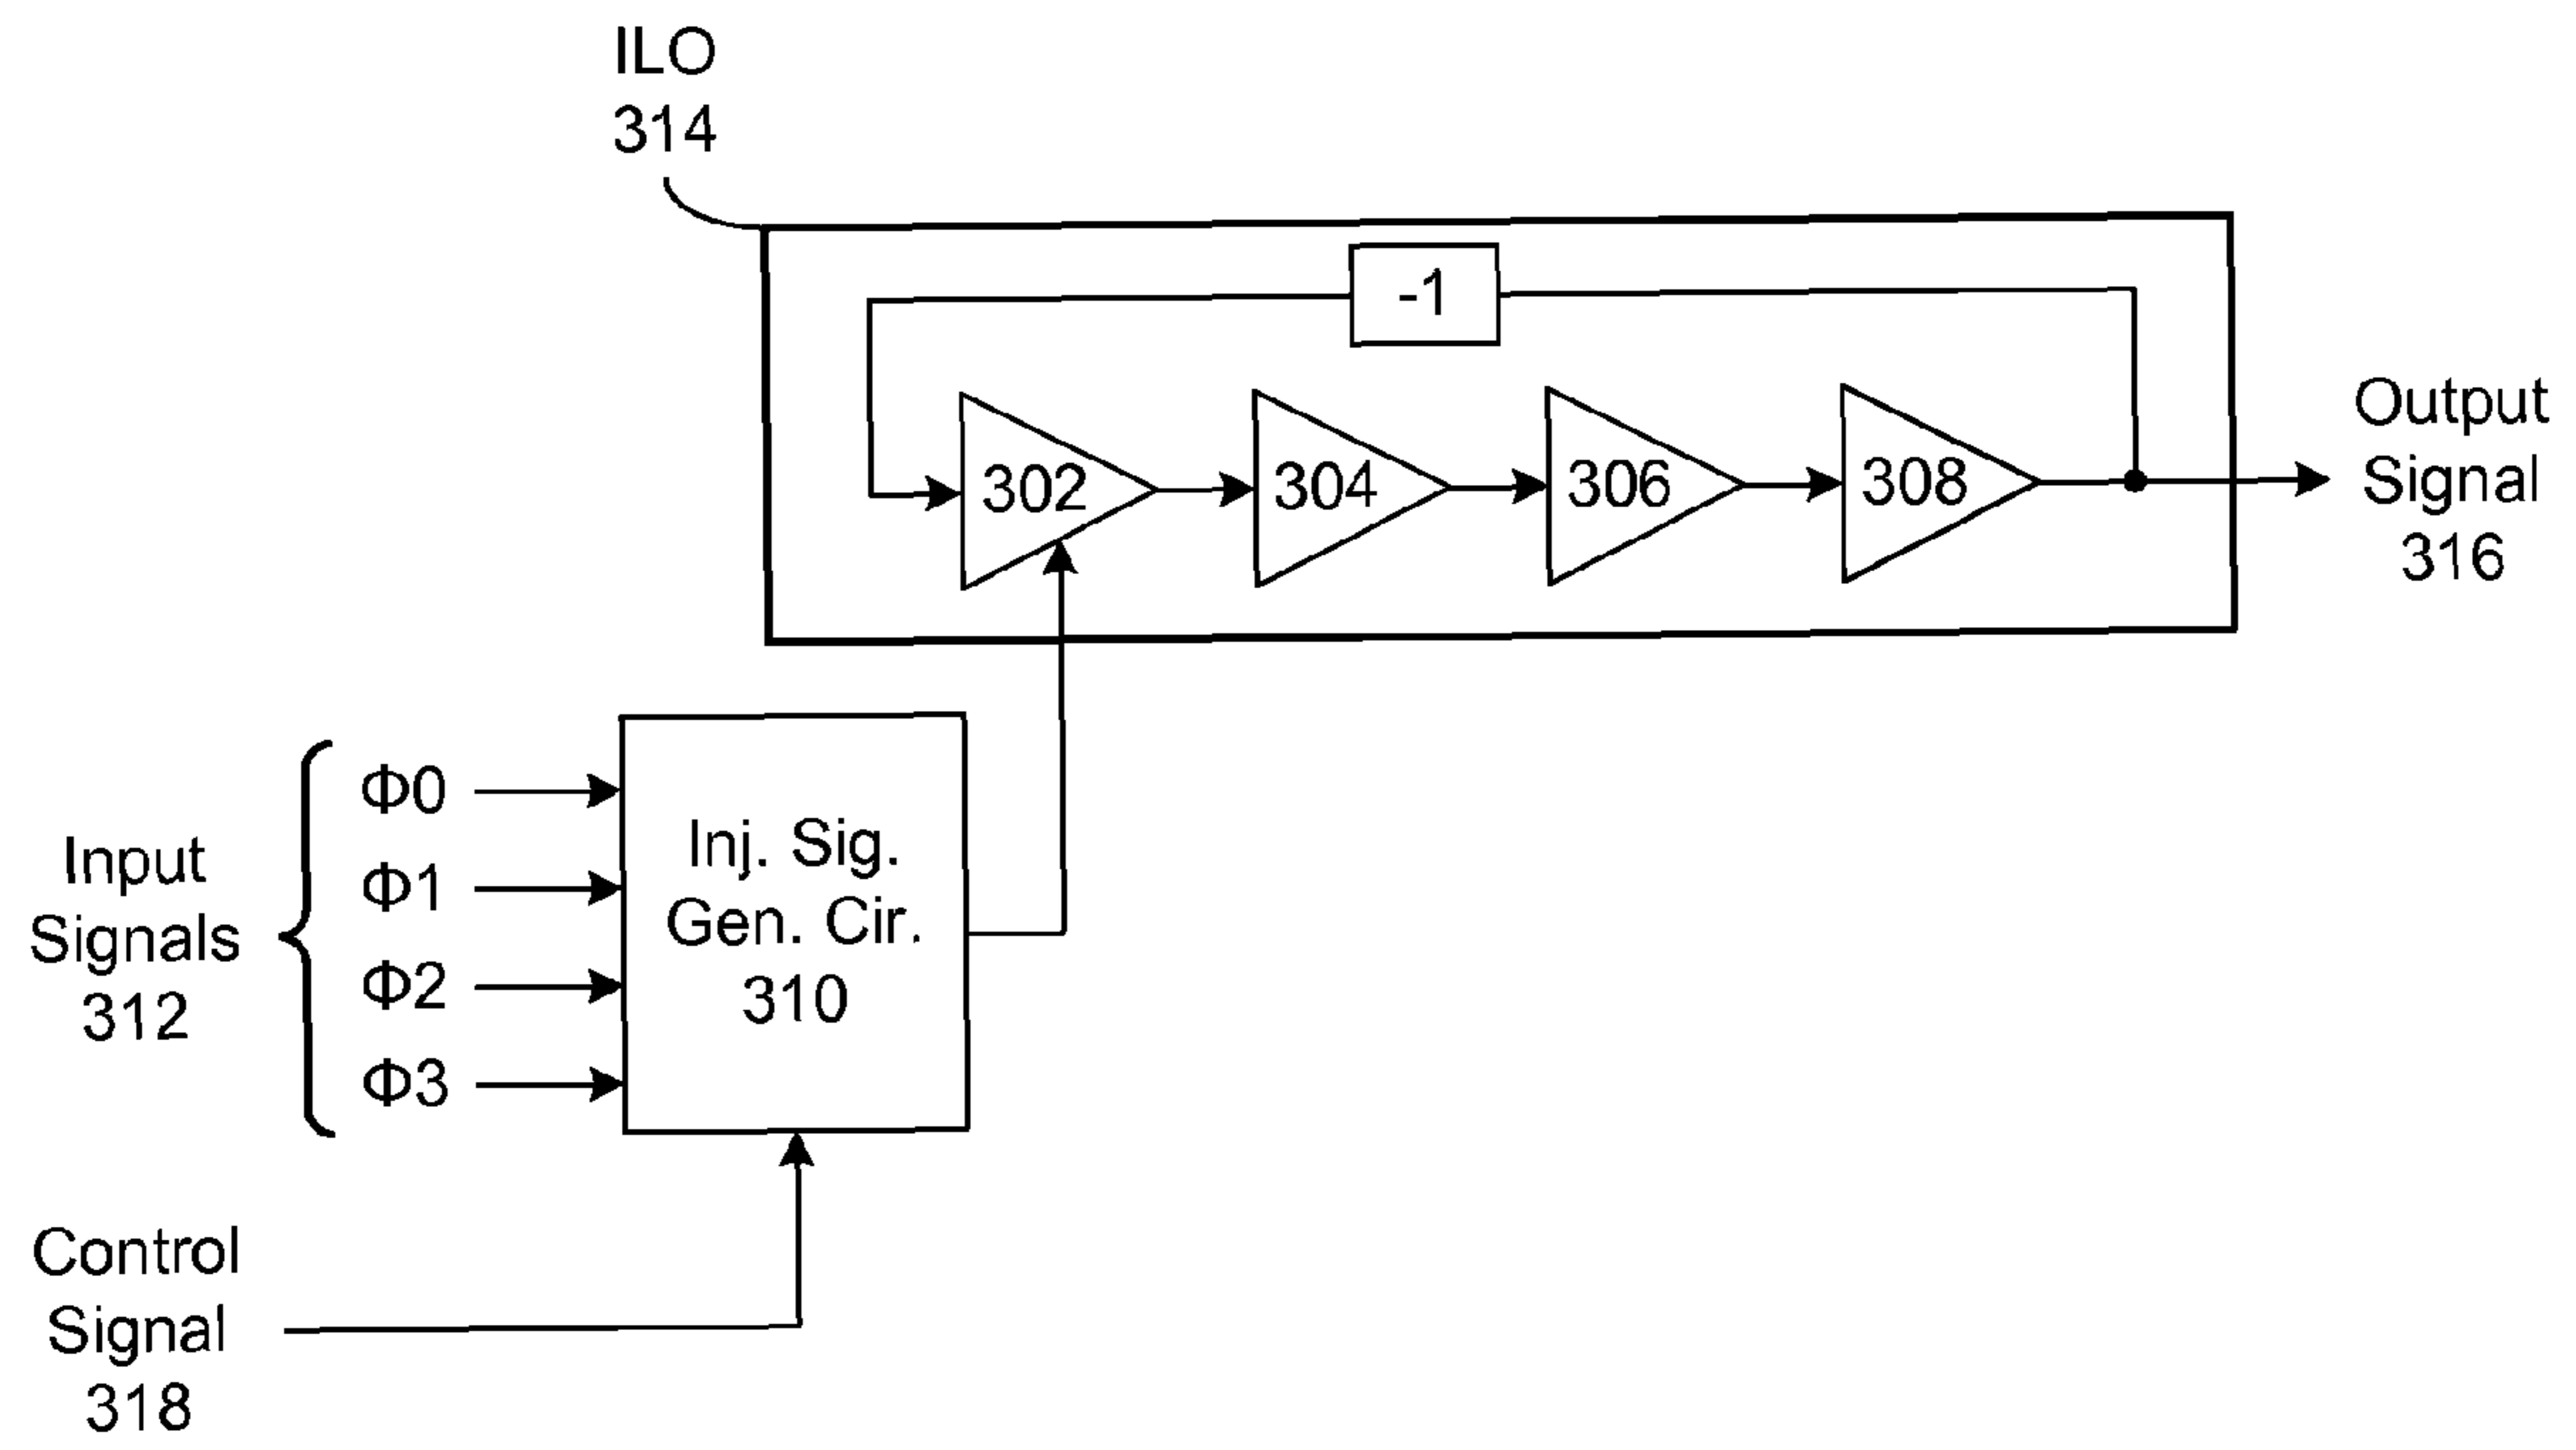 ILO
314
-1
302
304
306
308
Output
Signal
316
Input
Signals
312
Φ0
Φ1
Φ2
Φ3
Inj. Sig.
Gen. Cir.
310
Control
Signal
318